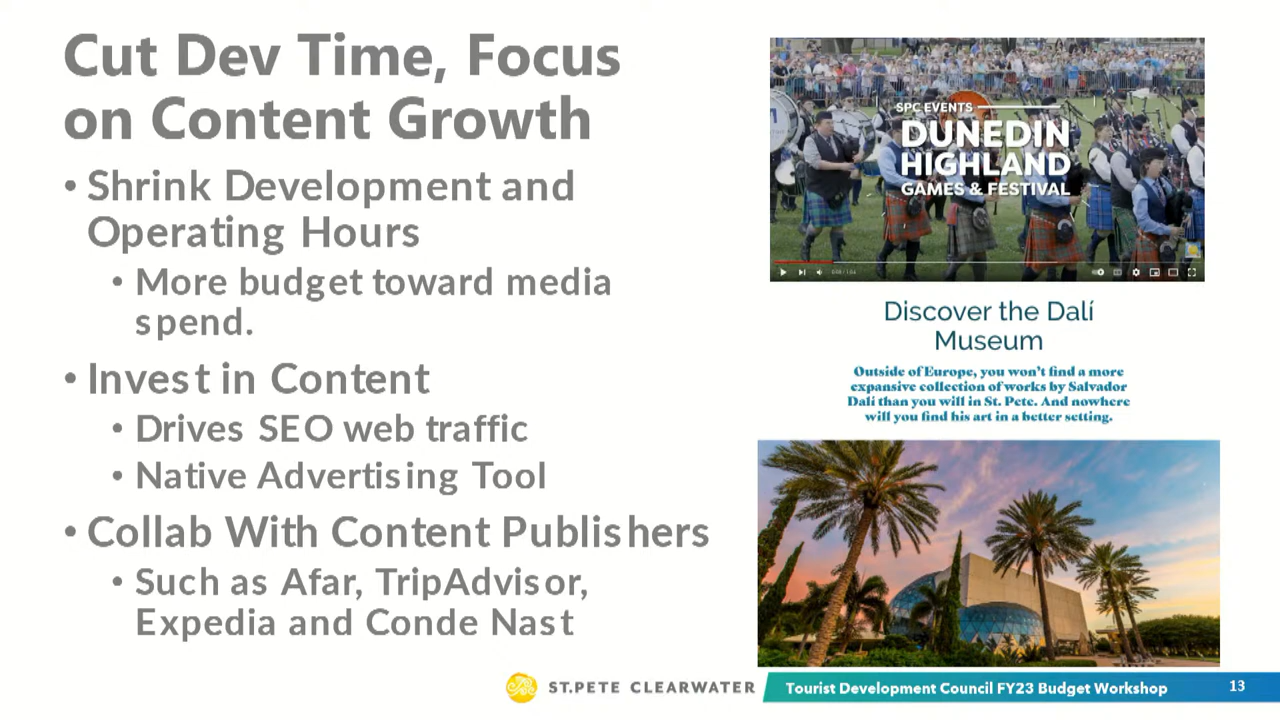 Cut Dev Time, Focus
on Content Growth
• Shrink Development and
Operating Hours
• More budget toward media
spend.
• Invest in Content
• Drives SEO web traffic
• Native Advertising Tool
• Collab With Content Publishers
• Such as Afar, TripAdvisor,
Expedia and Conde Nast
SPC EVENTS
DUNEDIN
HIGHLAND
GAMES & FESTIVAL
Discover the Dalí
Museum
Outside of Europe, you won't find a more
expansive collection of works by Salvador
Dalí than you will in St. Pete. And nowhere
will you find his art in a better setting.
ST.PETE CLEARWATER
Tourist Development Council FY23 Budget Workshop
13